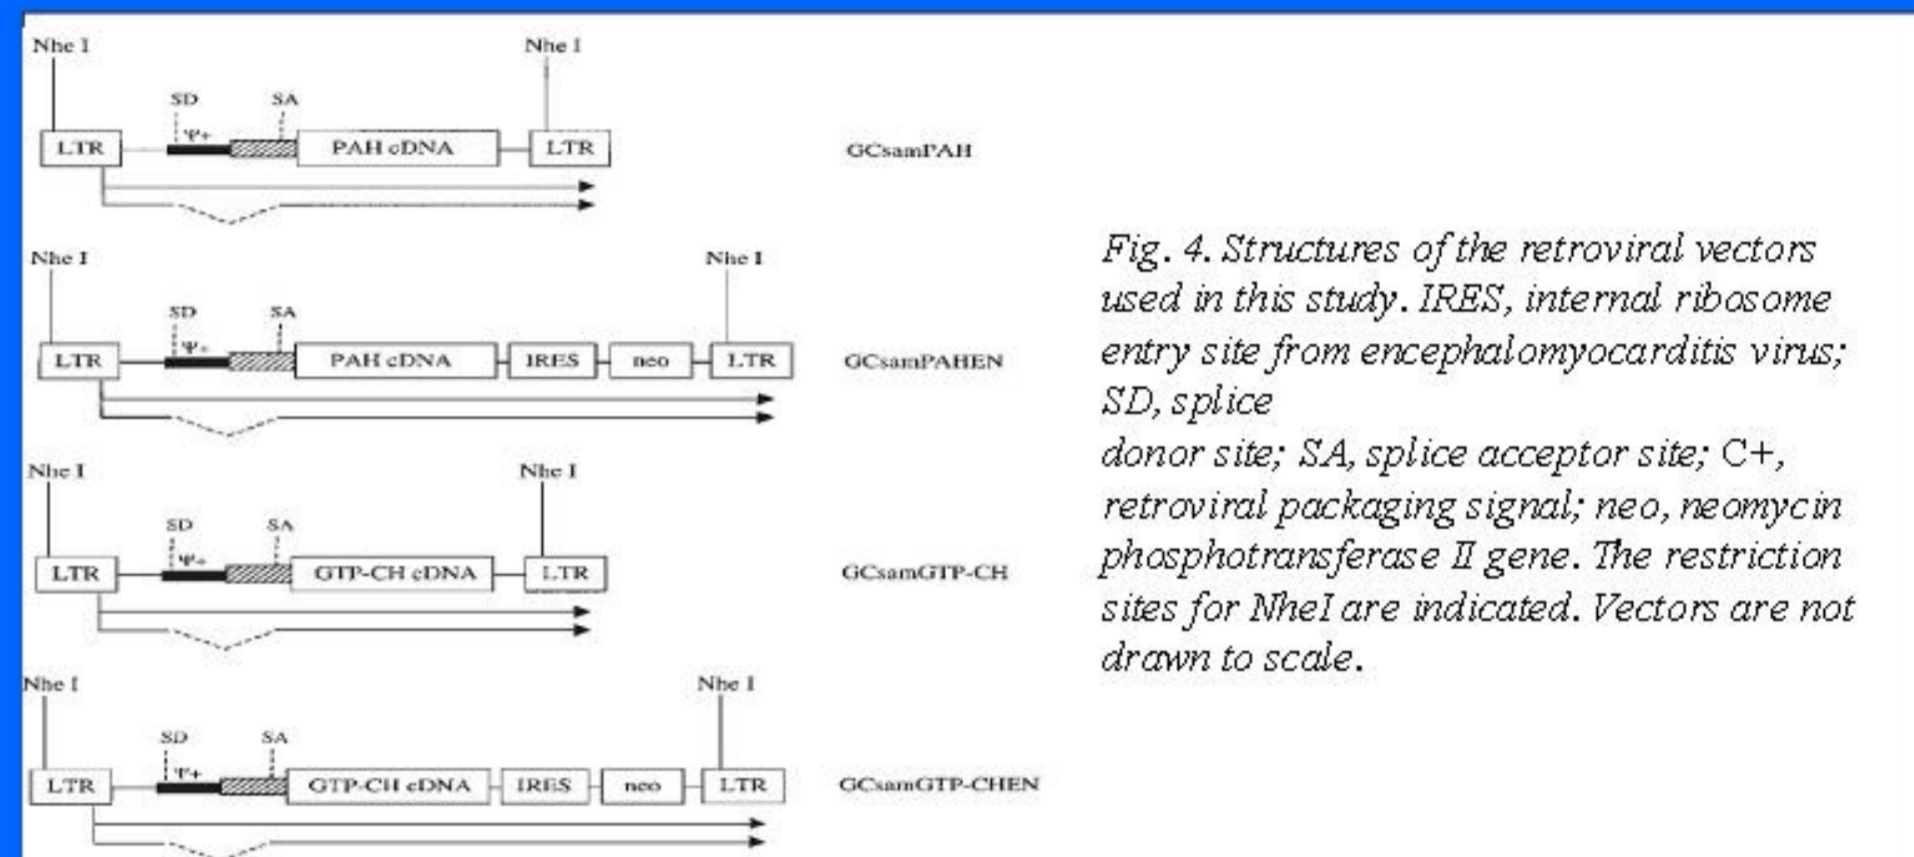 Nhe I Nhe I
SD SA
Ψ+
LTR PAH cDNA LTR GCsamPAH
Nhe I Nhe I
SD SA
Ψ+
LTR PAH cDNA IRES neo LTR GCsamPAHEN
Nhe I Nhe I
SD SA
Ψ+
LTR GTP-CH cDNA LTR GCsamGTP-CH
Nhe I Nhe I
SD SA
Ψ+
LTR GTP-CH cDNA IRES neo LTR GCsamGTP-CHEN
Fig. 4. Structures of the retroviral vectors
used in this study. IRES, internal ribosome
entry site from encephalomyocarditis virus;
SD, splice
donor site; SA, splice acceptor site; C+,
retroviral packaging signal; neo, neomycin
phosphotransferase II gene. The restriction
sites for NheI are indicated. Vectors are not
drawn to scale.